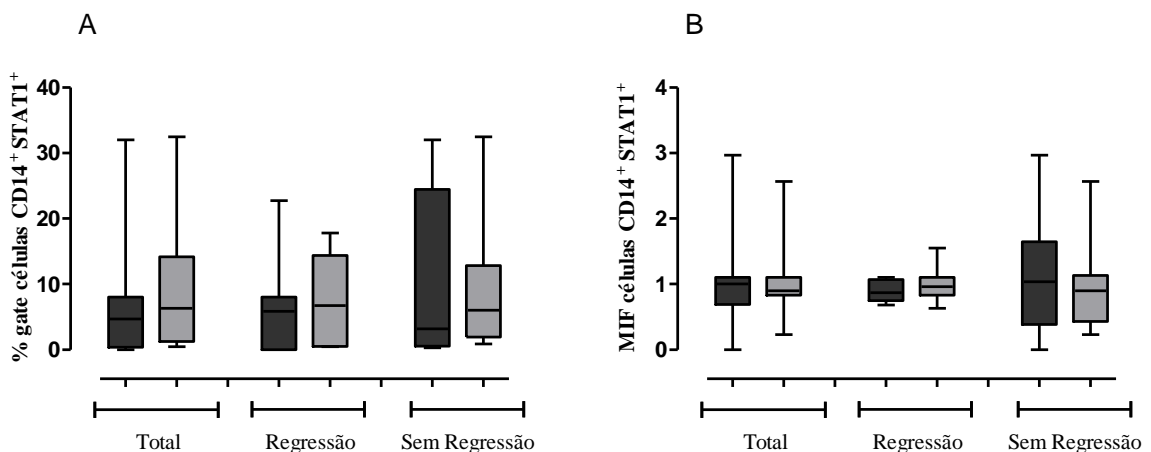 A
% gate células CD14⁺ STAT1⁺
40
30
20
10
0
Total
Regressão
Sem Regressão
B
MIF células CD14⁺ STAT1⁺
4
3
2
1
0
Total
Regressão
Sem Regressão